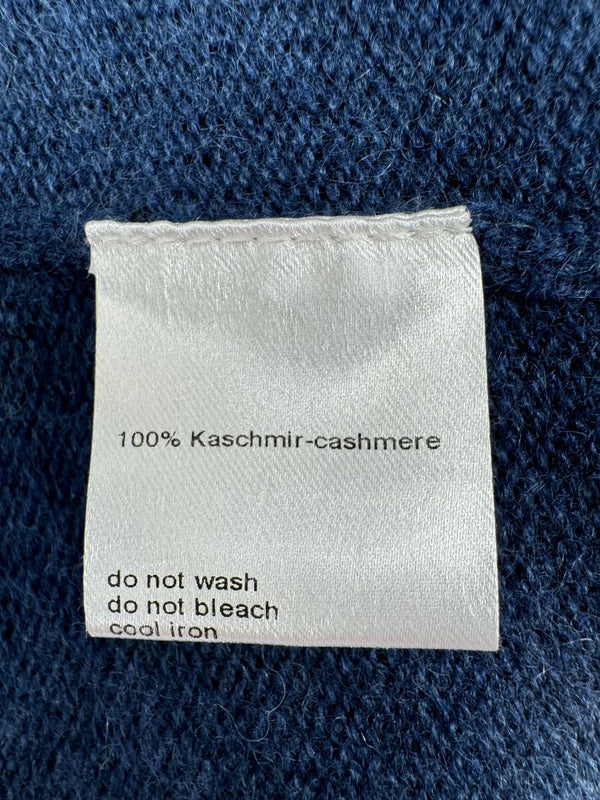 100% Kaschmir-cashmere
do not wash
do not bleach
cool iron